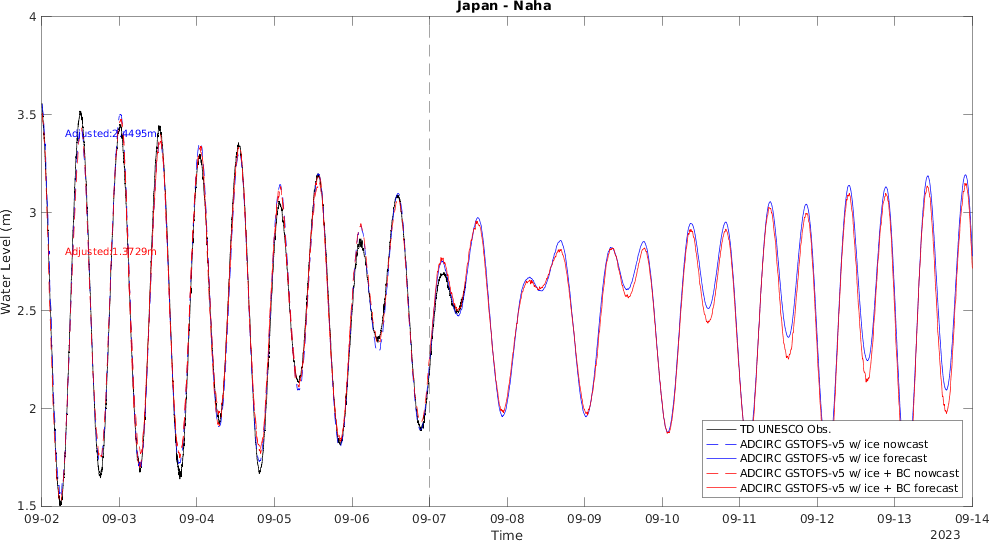 Japan - Naha
Water Level (m)
4
3.5
3
2.5
2
1.5
Adjusted:2.4495m
Adjusted:1.3729m
TD UNESCO Obs.
ADCIRC GSTOFS-v5 w/ ice nowcast
ADCIRC GSTOFS-v5 w/ ice forecast
ADCIRC GSTOFS-v5 w/ ice + BC nowcast
ADCIRC GSTOFS-v5 w/ ice + BC forecast
09-02 09-03 09-04 09-05 09-06 09-07 09-08 09-09 09-10 09-11 09-12 09-13 09-14
Time
2023